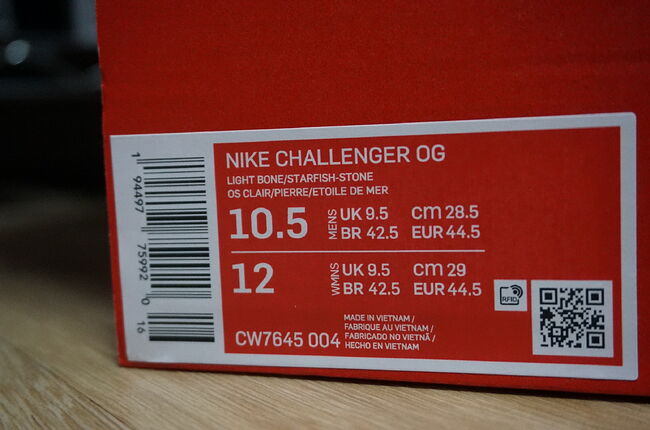 NIKE CHALLENGER OG
LIGHT BONE/STARFISH-STONE
OS CLAIR/PIERRE/ETOILE DE MER
10.5 MENS UK 9.5 cm 28.5
BR 42.5 EUR 44.5
12 WMNS UK 9.5 cm 29
BR 42.5 EUR 44.5
RFID
CW7645 004
MADE IN VIETNAM /
FABRIQUE AU VIETNAM /
FABRICADO NO VIETNÃ /
HECHO EN VIETNAM
1 94497 75992 0 16